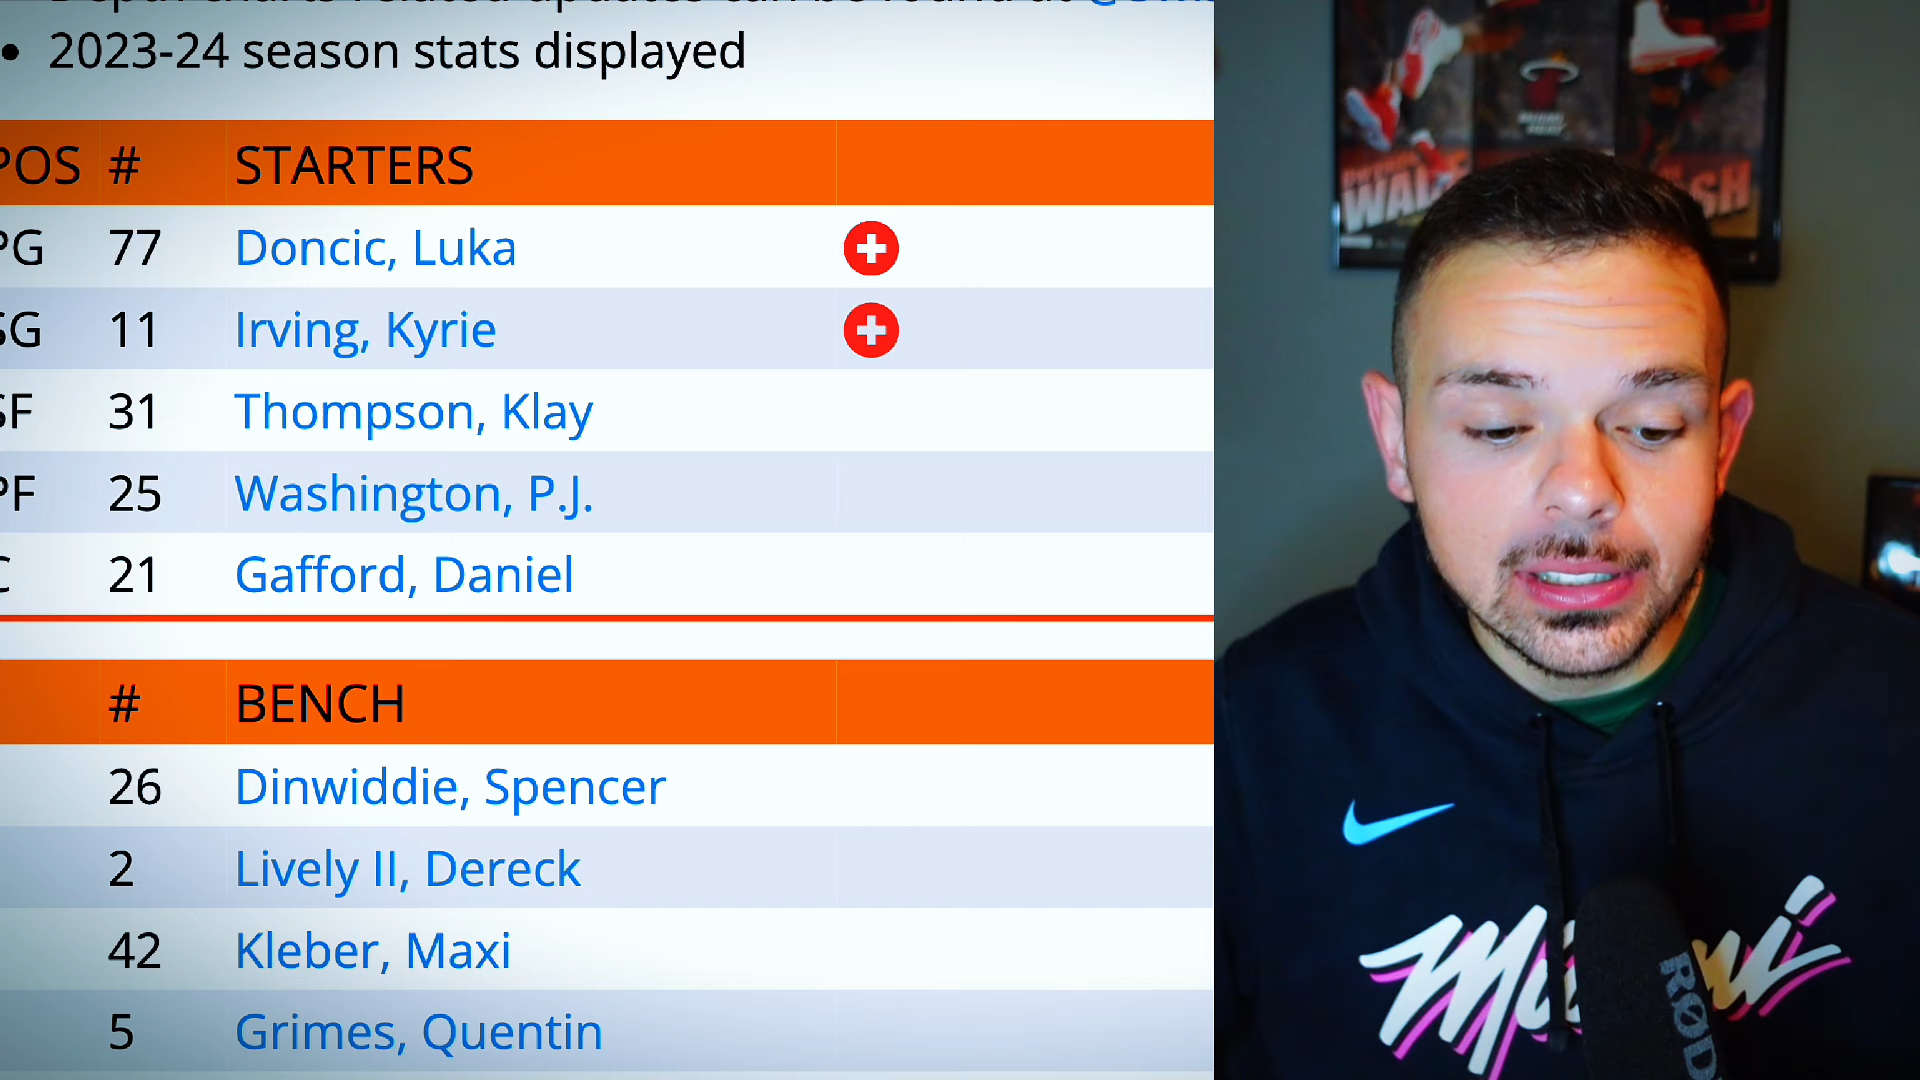 2023-24 season stats displayed
POS # STARTERS
PG 77 Doncic, Luka
SG 11 Irving, Kyrie
SF 31 Thompson, Klay
PF 25 Washington, P.J.
C 21 Gafford, Daniel
# BENCH
26 Dinwiddie, Spencer
2 Lively II, Dereck
42 Kleber, Maxi
5 Grimes, Quentin
RØD